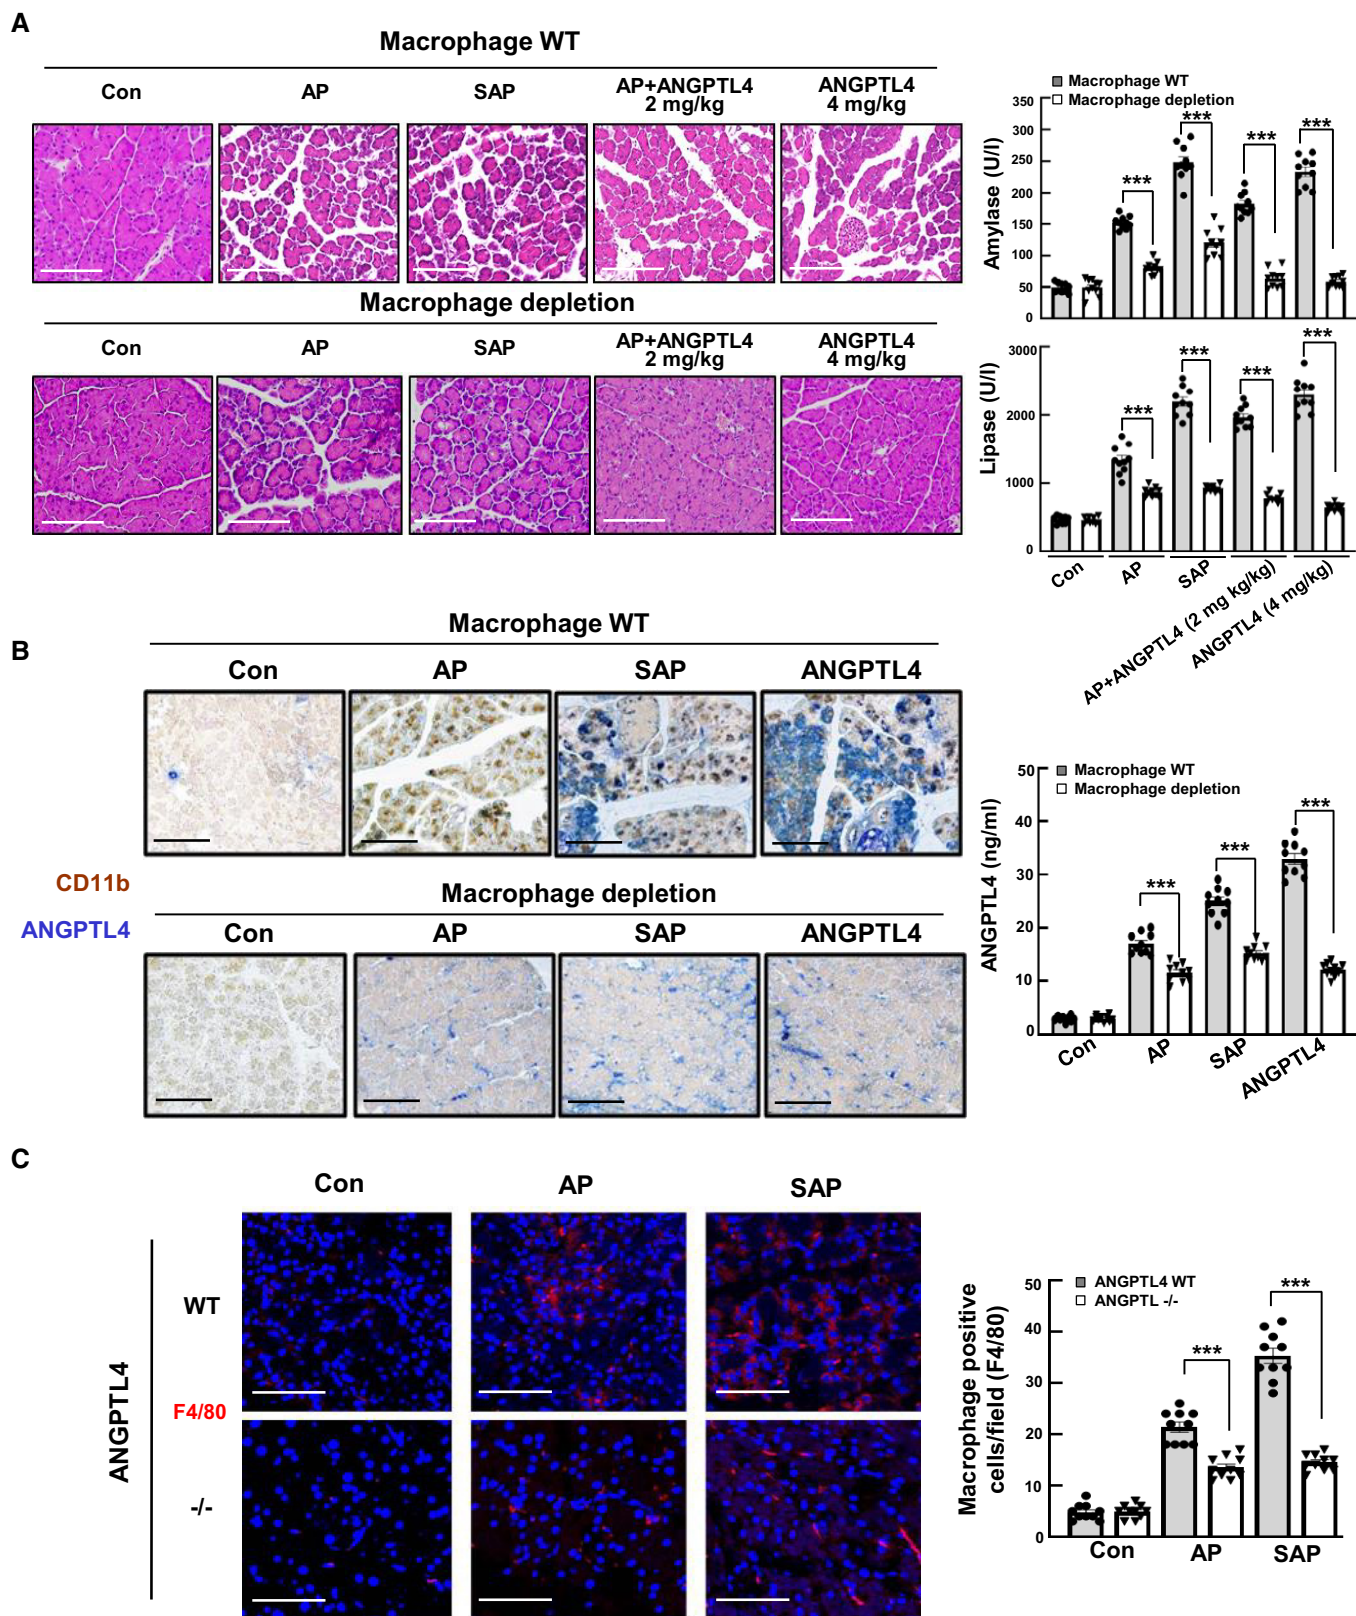 A
Macrophage WT
Con AP SAP AP+ANGPTL4 2 mg/kg ANGPTL4 4 mg/kg
Macrophage depletion
Con AP SAP AP+ANGPTL4 2 mg/kg ANGPTL4 4 mg/kg
Macrophage WT
Macrophage depletion
Amylase (U/l)
350
300
250
200
150
100
50
0
*** *** *** ***
Lipase (U/l)
3000
2000
1000
0
*** *** *** ***
Con AP SAP AP+ANGPTL4 (2 mg kg/kg) ANGPTL4 (4 mg/kg)
B
Macrophage WT
Con AP SAP ANGPTL4
CD11b
ANGPTL4
Macrophage depletion
Con AP SAP ANGPTL4
Macrophage WT
Macrophage depletion
ANGPTL4 (ng/ml)
50
40
30
20
10
0
*** *** ***
Con AP SAP ANGPTL4
C
Con AP SAP
ANGPTL4
WT
F4/80
-/-
ANGPTL4 WT
ANGPTL -/-
Macrophage positive
cells/field (F4/80)
50
40
30
20
10
0
*** ***
Con AP SAP